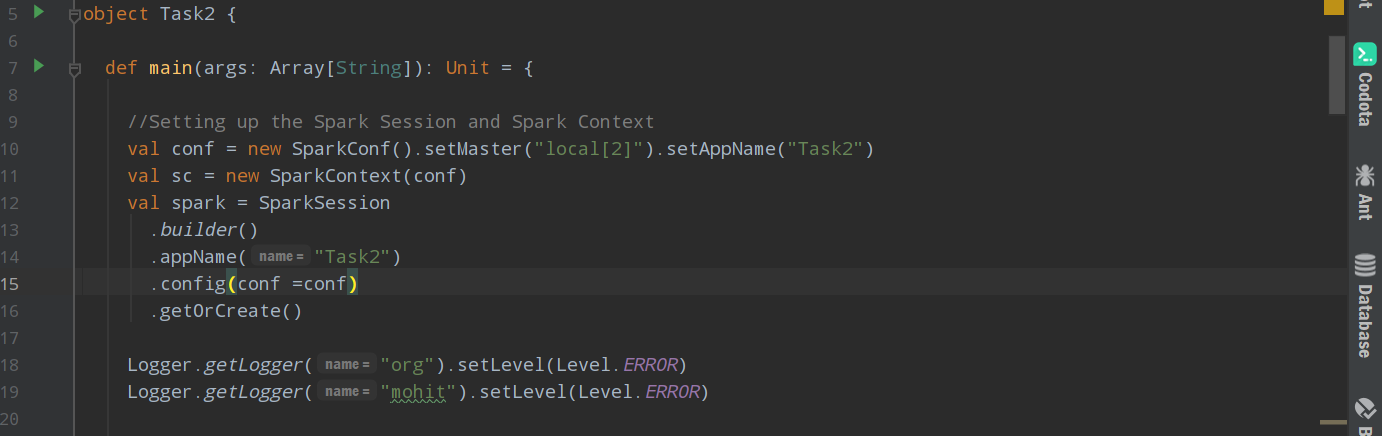 5 object Task2 {
6
7 def main(args: Array[String]): Unit = {
8
9 //Setting up the Spark Session and Spark Context
10 val conf = new SparkConf().setMaster("local[2]").setAppName("Task2")
11 val sc = new SparkContext(conf)
12 val spark = SparkSession
13 .builder()
14 .appName( name = "Task2")
15 .config(conf =conf)
16 .getOrCreate()
17
18 Logger.getLogger( name = "org").setLevel(Level.ERROR)
19 Logger.getLogger( name = "mohit").setLevel(Level.ERROR)
20
Codota
Ant
Database